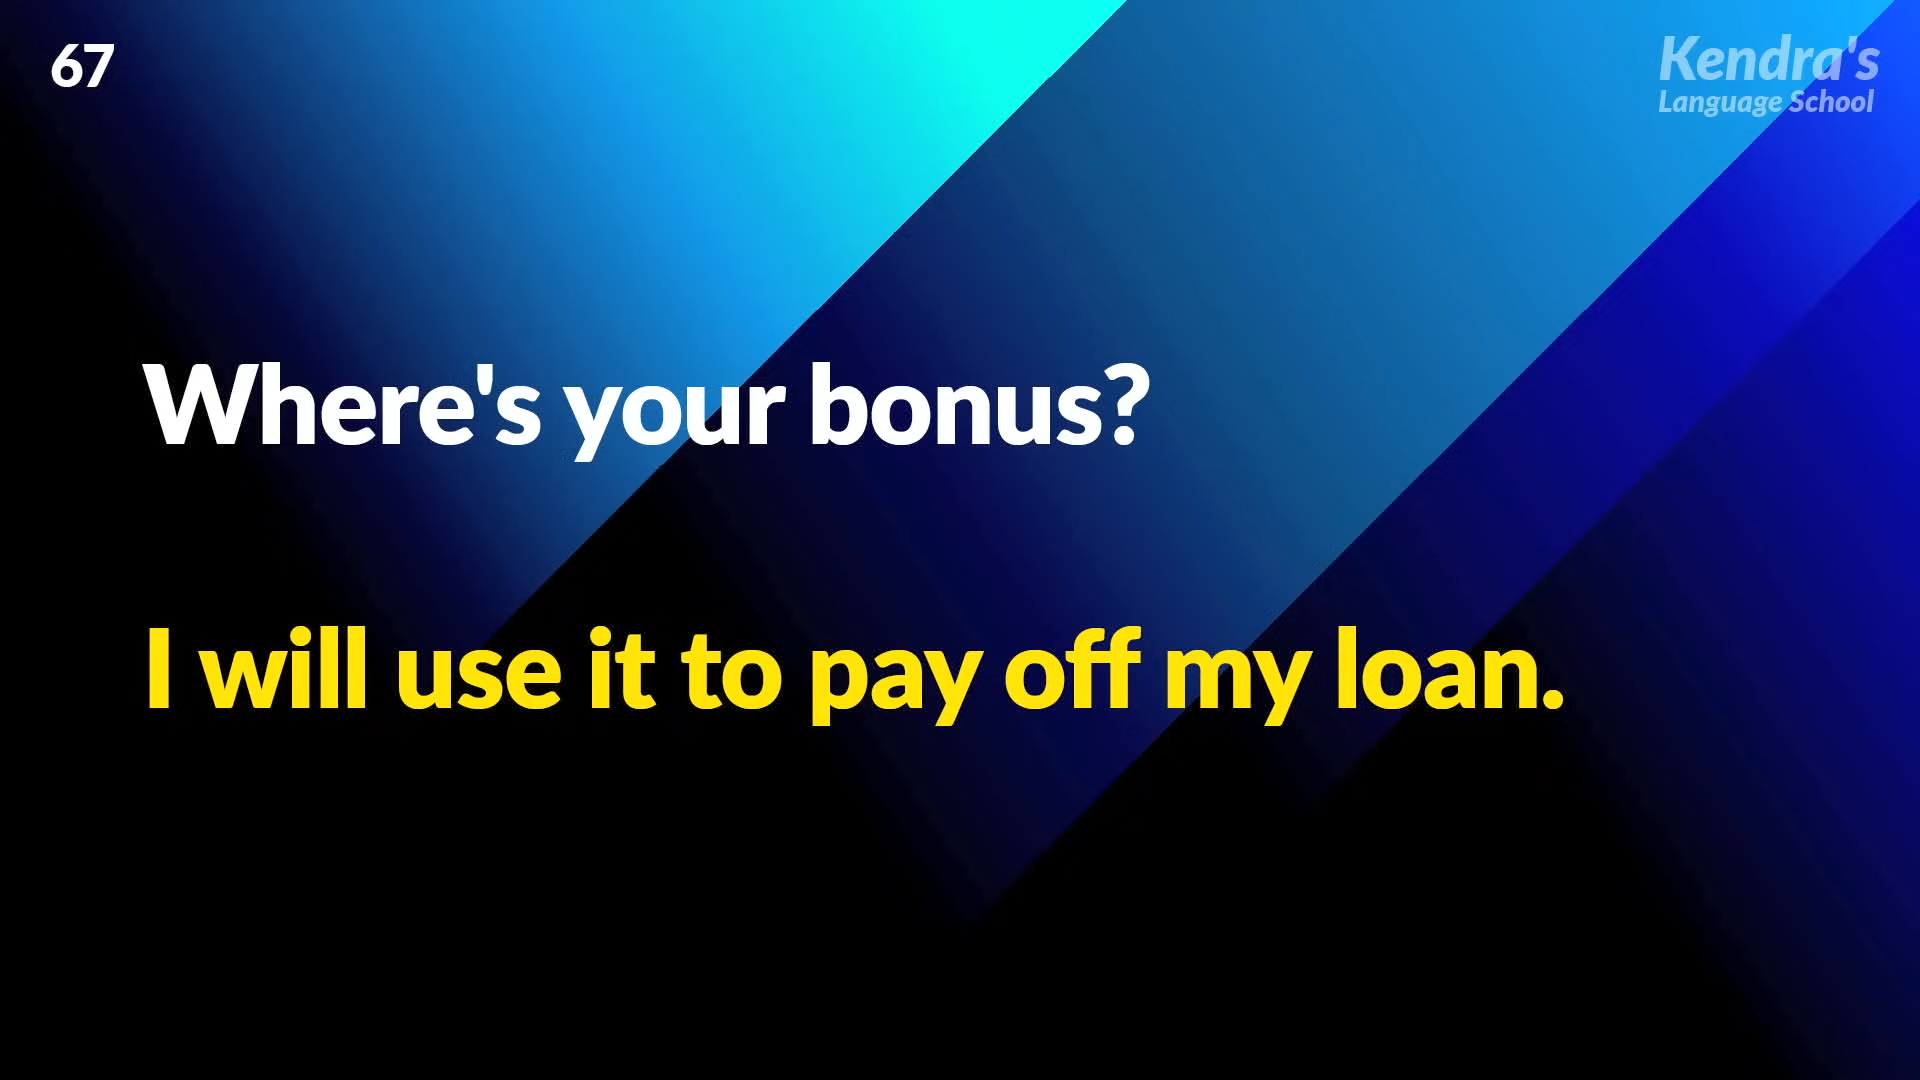 67
Kendra's
Language School
Where's your bonus?
I will use it to pay off my loan.